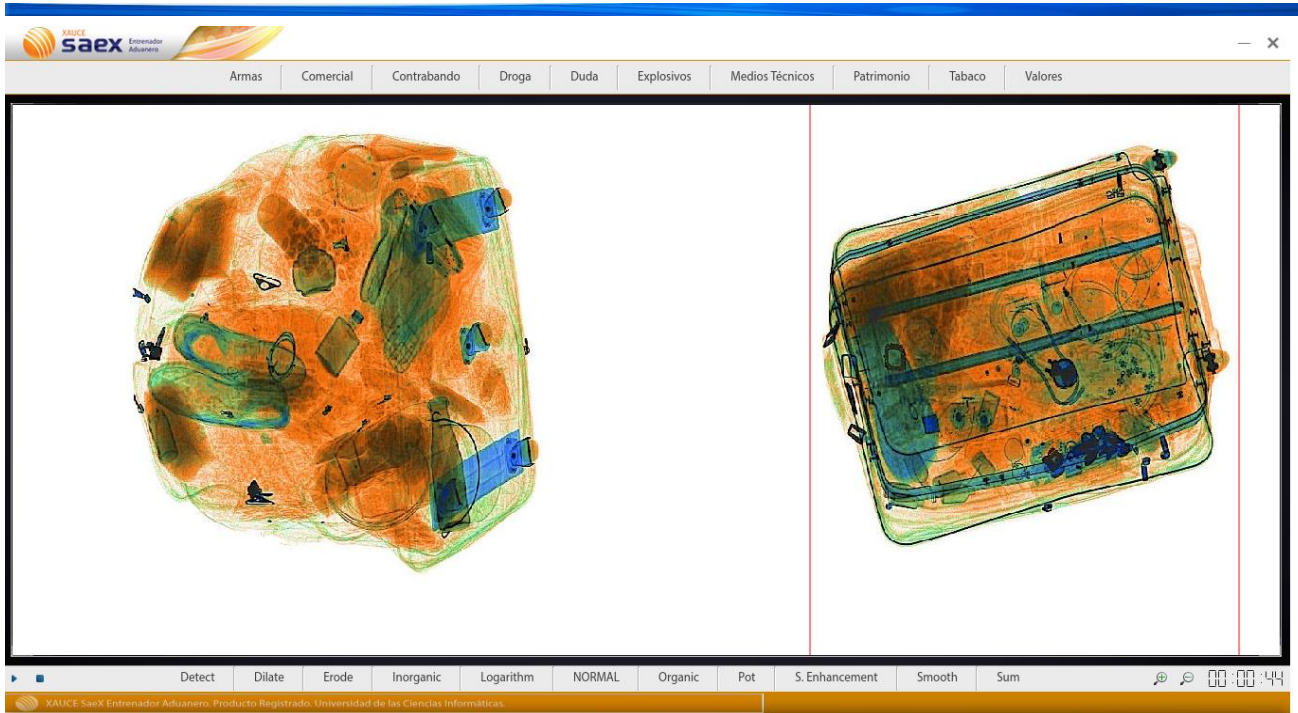 XAUCE
saex Entrenador
Aduanero
Armas Comercial Contrabando Droga Duda Explosivos Medios Técnicos Patrimonio Tabaco Valores
Detect Dilate Erode Inorganic Logarithm NORMAL Organic Pot S. Enhancement Smooth Sum 00:00:44
XAUCE SaeX Entrenador Aduanero. Producto Registrado. Universidad de las Ciencias Informáticas.